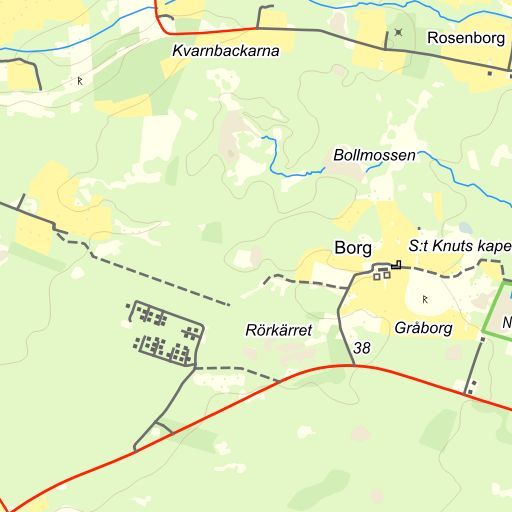 Rosenborg
Kvarnbackarna
R
Bollmossen
Borg
S:t Knuts kape
R
Rörkärret
Gråborg
N
38